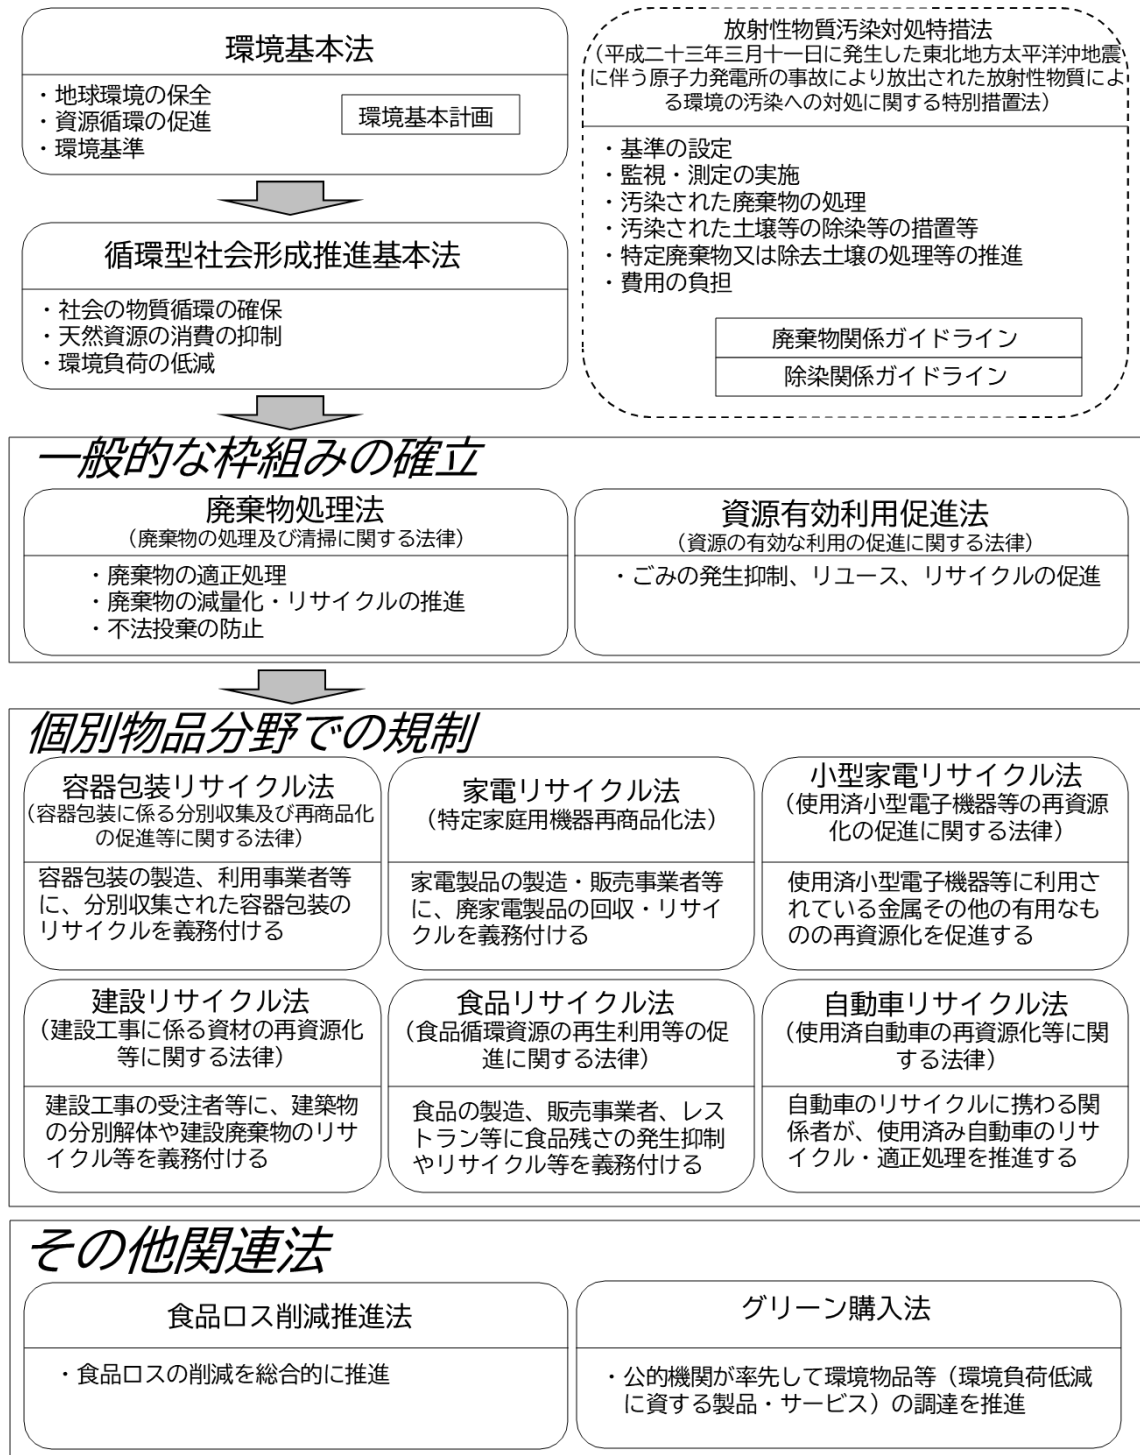 環境基本法
・地球環境の保全
・資源循環の促進
・環境基準
環境基本計画
放射性物質汚染対処特措法
（平成二十三年三月十一日に発生した東北地方太平洋沖地震
に伴う原子力発電所の事故により放出された放射性物質によ
る環境の汚染への対処に関する特別措置法）
・基準の設定
・監視・測定の実施
・汚染された廃棄物の処理
・汚染された土壌等の除染等の措置等
・特定廃棄物又は除去土壌の処理等の推進
・費用の負担
廃棄物関係ガイドライン
除染関係ガイドライン
循環型社会形成推進基本法
・社会の物質循環の確保
・天然資源の消費の抑制
・環境負荷の低減
一般的な枠組みの確立
廃棄物処理法
（廃棄物の処理及び清掃に関する法律）
・廃棄物の適正処理
・廃棄物の減量化・リサイクルの推進
・不法投棄の防止
資源有効利用促進法
（資源の有効な利用の促進に関する法律）
・ごみの発生抑制、リユース、リサイクルの促進
個別物品分野での規制
容器包装リサイクル法
（容器包装に係る分別収集及び再商品化
の促進等に関する法律）
容器包装の製造、利用事業者等
に、分別収集された容器包装の
リサイクルを義務付ける
家電リサイクル法
（特定家庭用機器再商品化法）
家電製品の製造・販売事業者等
に、廃家電製品の回収・リサイ
クルを義務付ける
小型家電リサイクル法
（使用済小型電子機器等の再資源
化の促進に関する法律）
使用済小型電子機器等に利用さ
れている金属その他の有用なも
のの再資源化を促進する
建設リサイクル法
（建設工事に係る資材の再資源化
等に関する法律）
建設工事の受注者等に、建築物
の分別解体や建設廃棄物のリサ
イクル等を義務付ける
食品リサイクル法
（食品循環資源の再生利用等の促
進に関する法律）
食品の製造、販売事業者、レス
トラン等に食品残さの発生抑制
やリサイクル等を義務付ける
自動車リサイクル法
（使用済自動車の再資源化等に関
する法律）
自動車のリサイクルに携わる関
係者が、使用済み自動車のリサ
イクル・適正処理を推進する
その他関連法
食品ロス削減推進法
・食品ロスの削減を総合的に推進
グリーン購入法
・公的機関が率先して環境物品等（環境負荷低減
に資する製品・サービス）の調達を推進